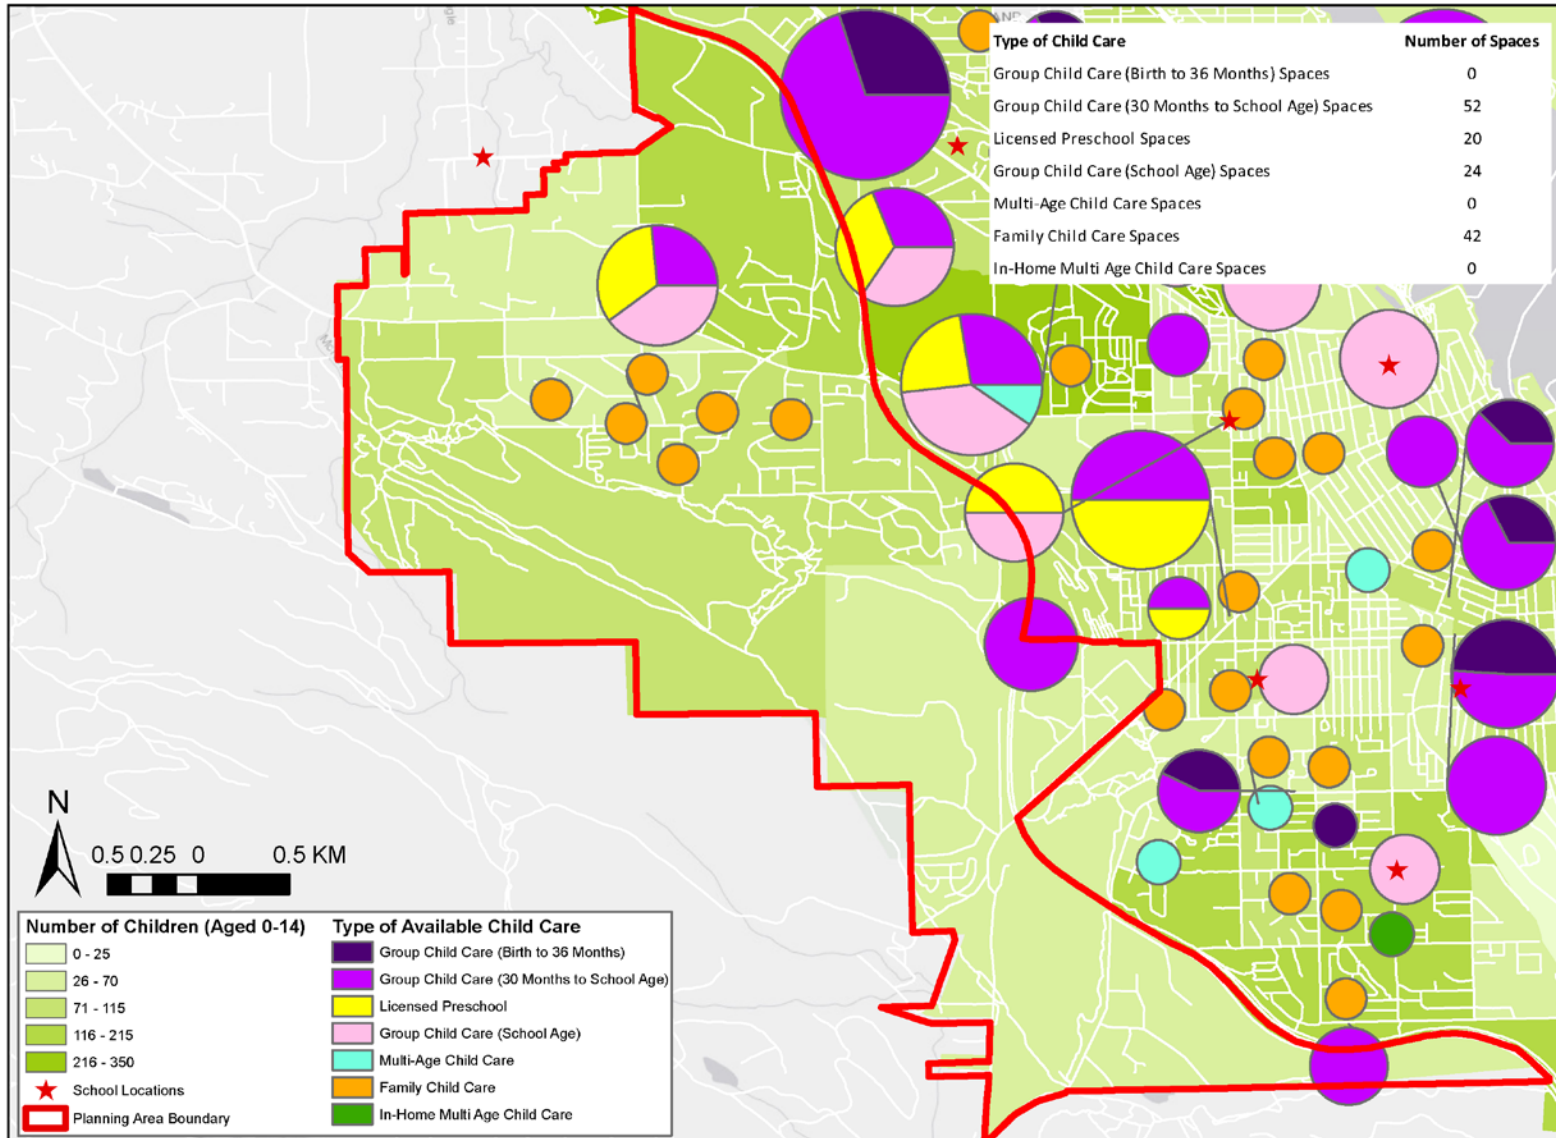 Type of Child Care Number of Spaces
Group Child Care (Birth to 36 Months) Spaces 0
Group Child Care (30 Months to School Age) Spaces 52
Licensed Preschool Spaces 20
Group Child Care (School Age) Spaces 24
Multi-Age Child Care Spaces 0
Family Child Care Spaces 42
In-Home Multi Age Child Care Spaces 0
N
0.5 0.25 0 0.5 KM
Number of Children (Aged 0-14)
0 - 25
26 - 70
71 - 115
116 - 215
216 - 350
School Locations
Planning Area Boundary
Type of Available Child Care
Group Child Care (Birth to 36 Months)
Group Child Care (30 Months to School Age)
Licensed Preschool
Group Child Care (School Age)
Multi-Age Child Care
Family Child Care
In-Home Multi Age Child Care